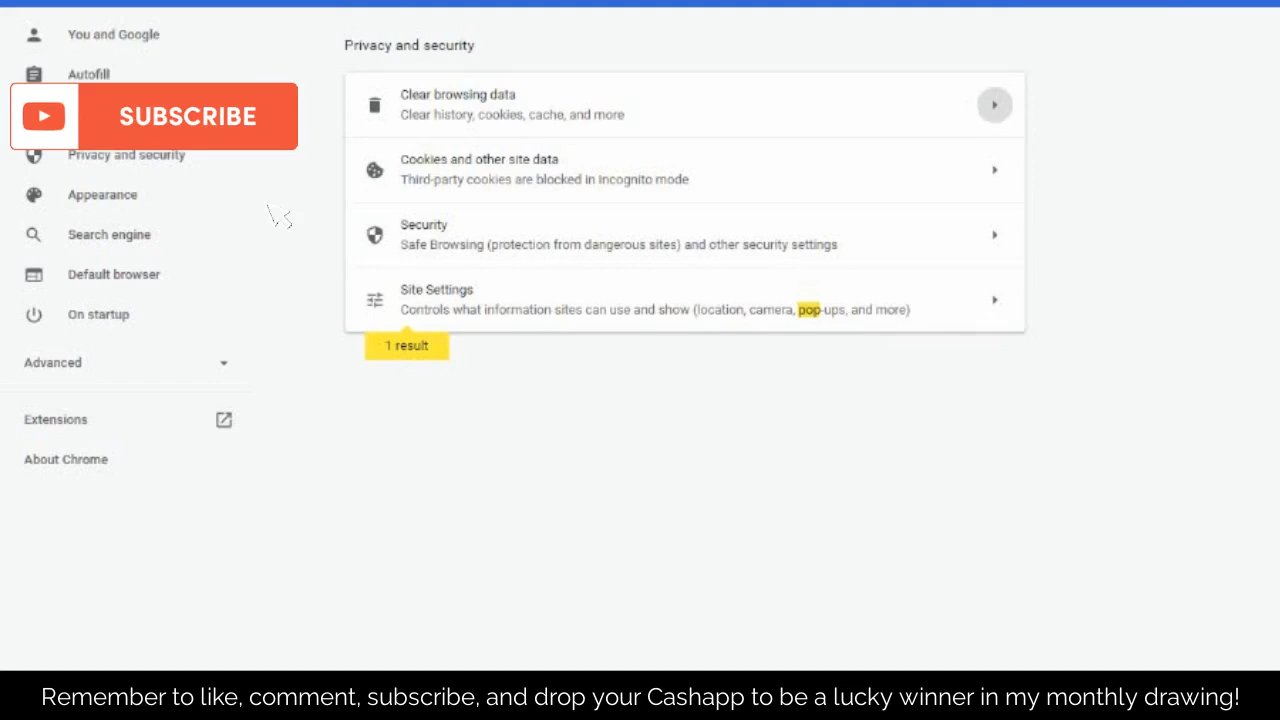 You and Google
Autofill
SUBSCRIBE
Privacy and security
Appearance
Search engine
Default browser
On startup
Advanced
Extensions
About Chrome
Privacy and security
Clear browsing data
Clear history, cookies, cache, and more
Cookies and other site data
Third-party cookies are blocked in Incognito mode
Security
Safe Browsing (protection from dangerous sites) and other security settings
Site Settings
Controls what information sites can use and show (location, camera, pop-ups, and more)
1 result
Remember to like, comment, subscribe, and drop your Cashapp to be a lucky winner in my monthly drawing!